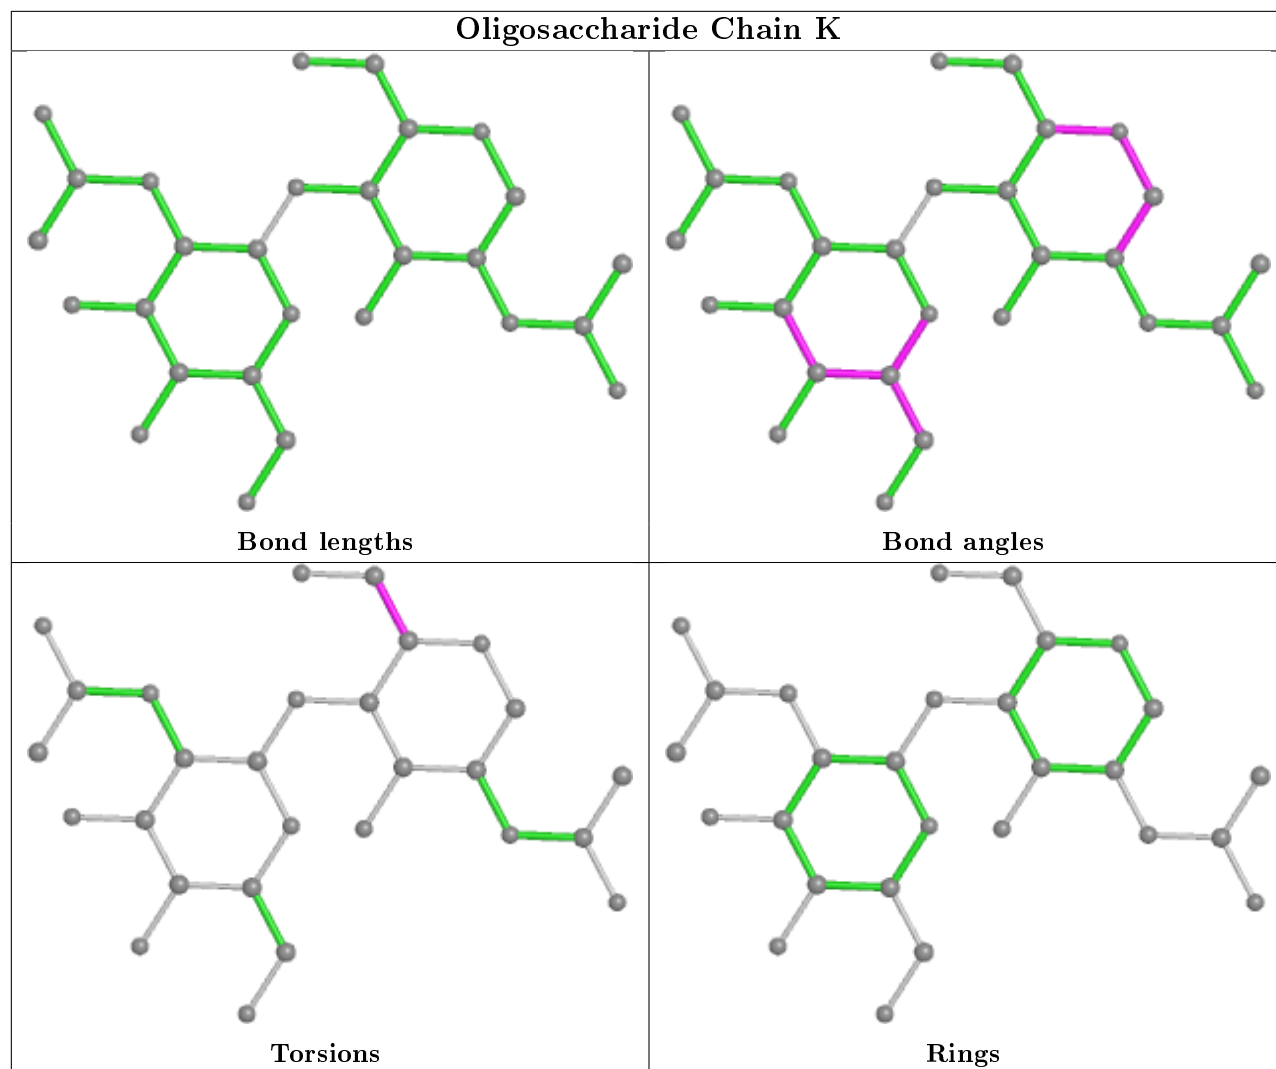 Oligosaccharide Chain K
Bond lengths
Bond angles
Torsions
Rings